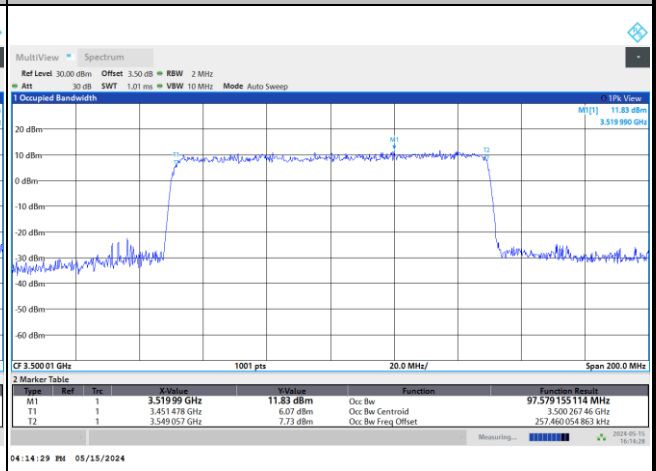 MultiView Spectrum
Ref Level 30.00 dBm Offset 3.50 dB RBW 2 MHz
Att 30 dB SWT 1.01 ms VBW 10 MHz Mode Auto Sweep
1 Occupied Bandwidth 1Pk View
M1[1] 11.83 dBm
3.519 990 GHz
20 dBm
M1
10 dBm T1 T2
0 dBm
-10 dBm
-20 dBm
-30 dBm
-40 dBm
-50 dBm
-60 dBm
CF 3.500 01 GHz 1001 pts 20.0 MHz/ Span 200.0 MHz
2 Marker Table
Type Ref Trc X-Value Y-Value Function Function Result
M1 1 3.519 99 GHz 11.83 dBm Occ Bw 97.579 155 114 MHz
T1 1 3.451 478 GHz 6.07 dBm Occ Bw Centroid 3.500 267 46 GHz
T2 1 3.549 057 GHz 7.73 dBm Occ Bw Freq Offset 257.460 054 863 kHz
Measuring... 2024-05-15
16:14:28
04:14:29 PM 05/15/2024